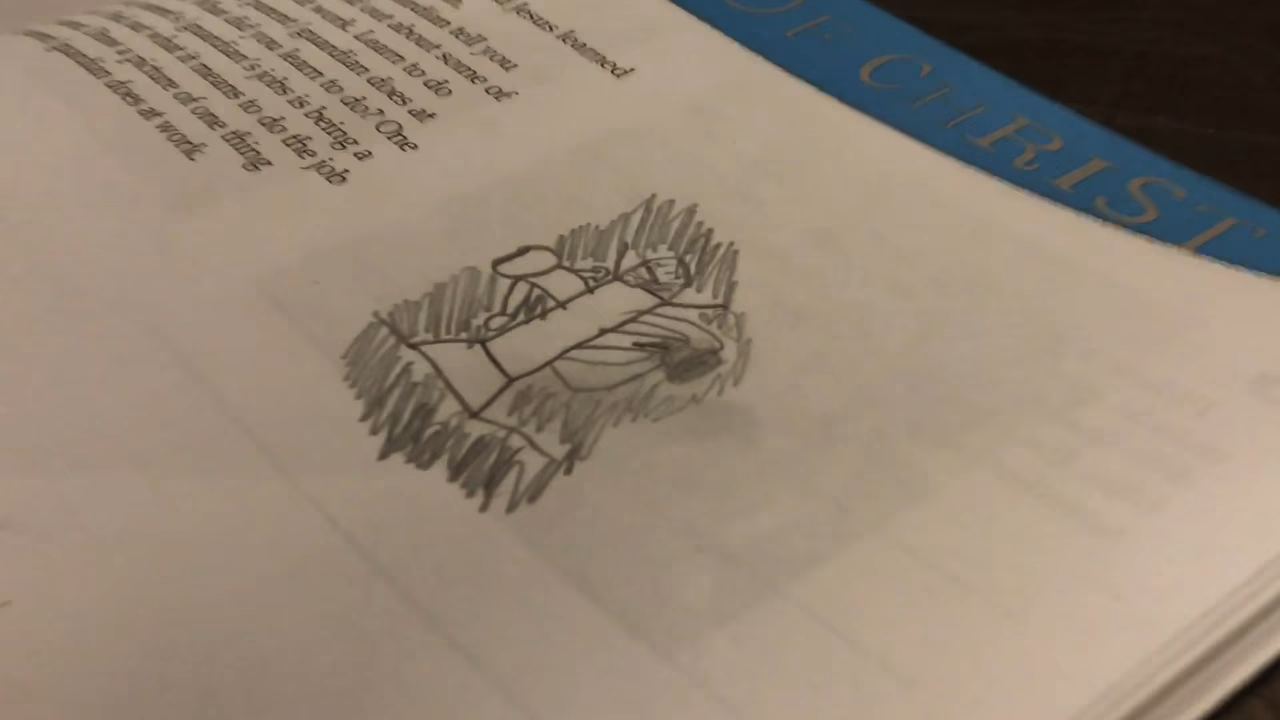 Jesus learned
tell you
about some of
work. Learn to do
parent/guardian does at
did you learn to do? One
guardian's jobs is being a
what it means to do the job
a picture of one thing
guardian does at work.
OF CHRIST